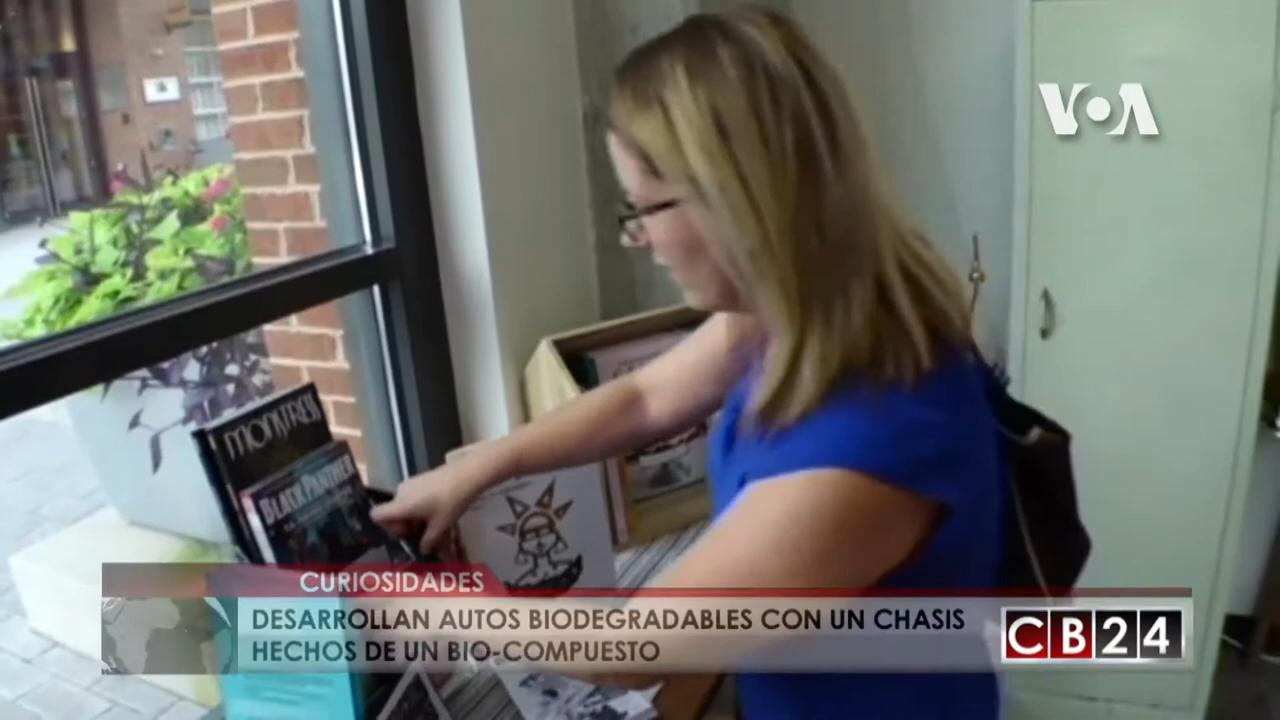 VOA
MONSTRESS
BLACK PANTHER
CURIOSIDADES
DESARROLLAN AUTOS BIODEGRADABLES CON UN CHASIS
HECHOS DE UN BIO-COMPUESTO
CB24